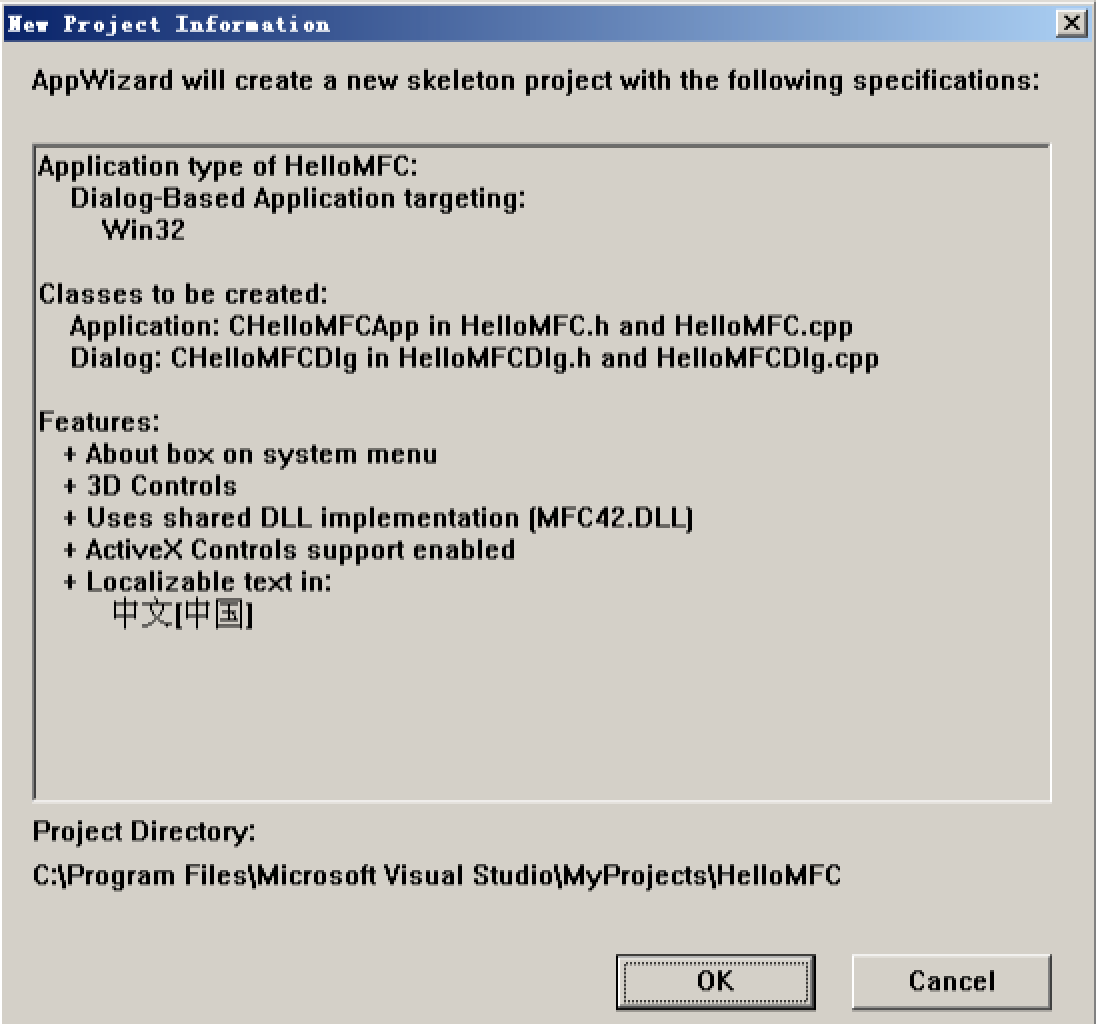 New Project Information
AppWizard will create a new skeleton project with the following specifications:
Application type of HelloMFC:
Dialog-Based Application targeting:
Win32
Classes to be created:
Application: CHelloMFCApp in HelloMFC.h and HelloMFC.cpp
Dialog: CHelloMFCDlg in HelloMFCDlg.h and HelloMFCDlg.cpp
Features:
+ About box on system menu
+ 3D Controls
+ Uses shared DLL implementation (MFC42.DLL)
+ ActiveX Controls support enabled
+ Localizable text in:
中文[中国]
Project Directory:
C:\Program Files\Microsoft Visual Studio\MyProjects\HelloMFC
OK Cancel